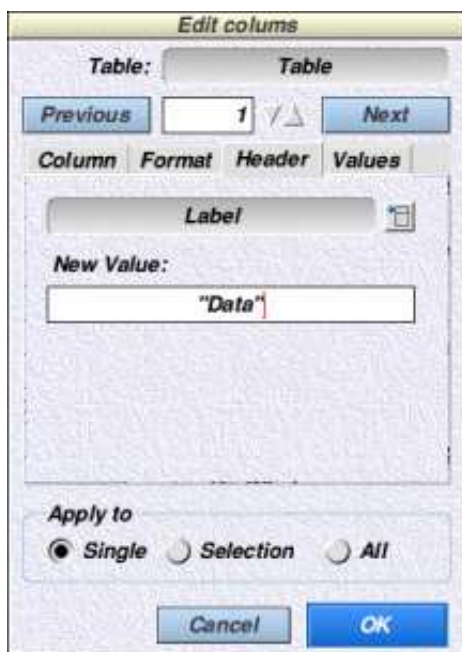 Edit colums
Table: Table
Previous 1 Next
Column Format Header Values
Label
New Value:
"Data"
Apply to
Single Selection All
Cancel OK